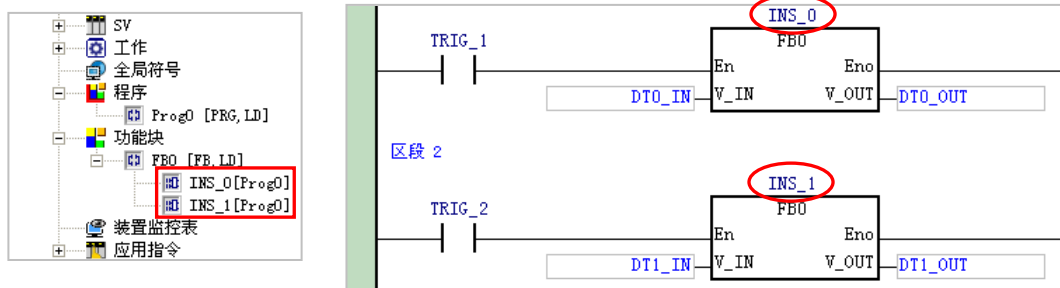 SV
工作
全局符号
程序
Prog0 [PRG,LD]
功能块
FB0 [FB,LD]
INS_0[Prog0]
INS_1[Prog0]
装置监控表
应用指令
INS_0
TRIG_1
FB0
En Eno
DT0_IN V_IN V_OUT DT0_OUT
区段 2
INS_1
TRIG_2
FB0
En Eno
DT1_IN V_IN V_OUT DT1_OUT